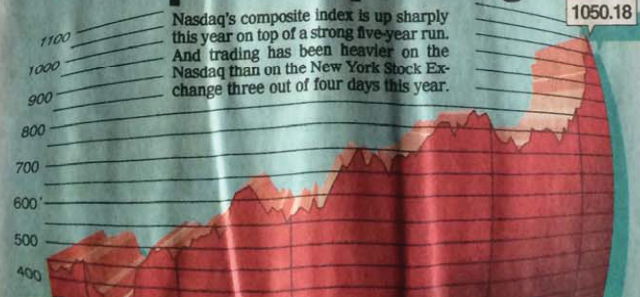 1050.18
Nasdaq's composite index is up sharply
this year on top of a strong five-year run.
And trading has been heavier on the
Nasdaq than on the New York Stock Ex-
change three out of four days this year.
1100
1000
900
800
700
600
500
400